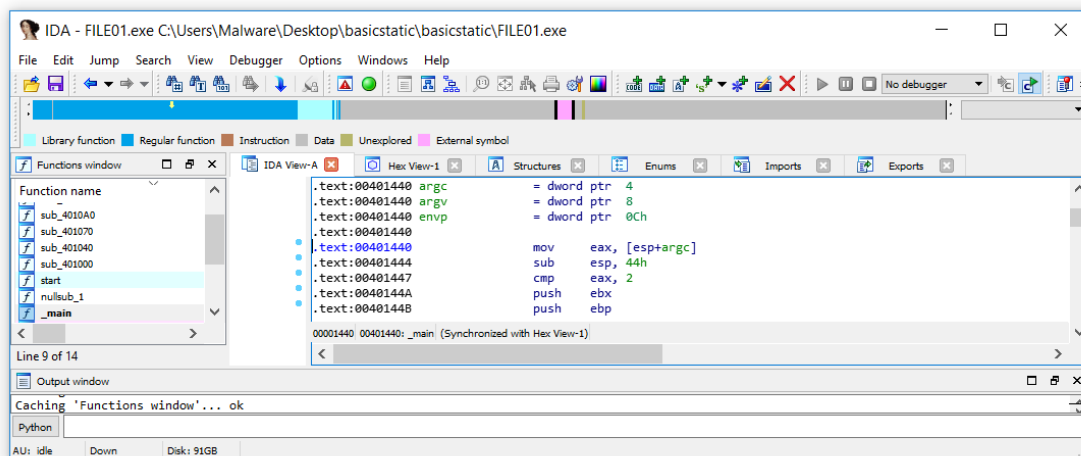 IDA - FILE01.exe C:\Users\Malware\Desktop\basicstatic\basicstatic\FILE01.exe
File Edit Jump Search View Debugger Options Windows Help
No debugger
Library function Regular function Instruction Data Unexplored External symbol
Functions window
IDA View-A Hex View-1 Structures Enums Imports Exports
Function name
sub_4010A0
sub_401070
sub_401040
sub_401000
start
nullsub_1
_main
Line 9 of 14
.text:00401440 argc = dword ptr 4
.text:00401440 argv = dword ptr 8
.text:00401440 envp = dword ptr 0Ch
.text:00401440
.text:00401440 mov eax, [esp+argc]
.text:00401444 sub esp, 44h
.text:00401447 cmp eax, 2
.text:0040144A push ebx
.text:0040144B push ebp
00001440 00401440: _main (Synchronized with Hex View-1)
Output window
Caching 'Functions window'... ok
Python
AU: idle Down Disk: 91GB